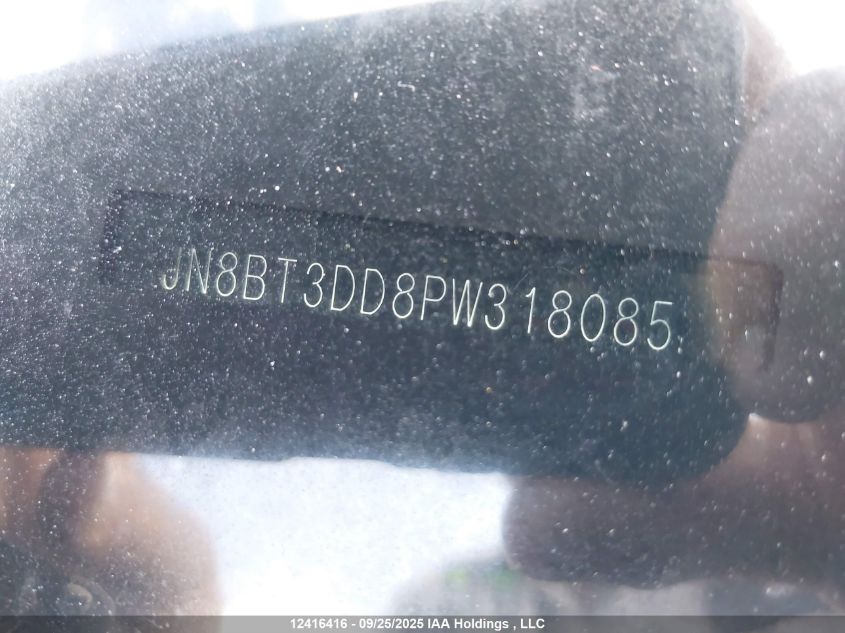 JN8BT3DD8PW318085
12416416 - 09/25/2025 IAA Holdings , LLC